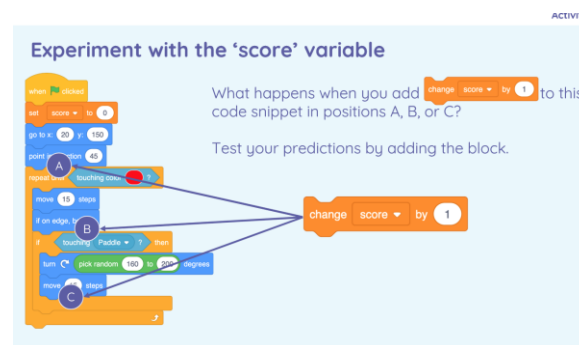 ACTIVI
Experiment with the ‘score’ variable
What happens when you add change score by 1 to this
code snippet in positions A, B, or C?
Test your predictions by adding the block.
when clicked
set score to 0
go to x: 20 y: 150
point direction 45
A
repeat until touching color ?
move 15 steps
if on edge,
B
if touching Paddle ? then
turn pick random 160 to 200 degrees
move steps
C
change score by 1